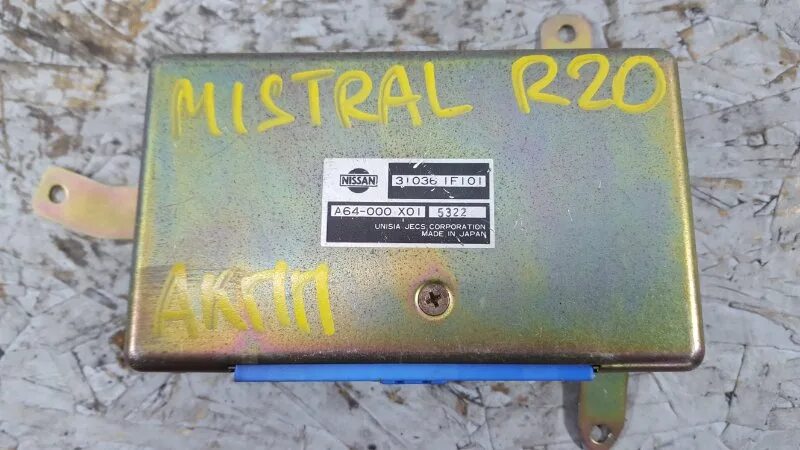 MISTRAL R20
NISSAN 31036 1F101
A64-000 X01 5322
UNISIA JECS CORPORATION
MADE IN JAPAN
АКПП